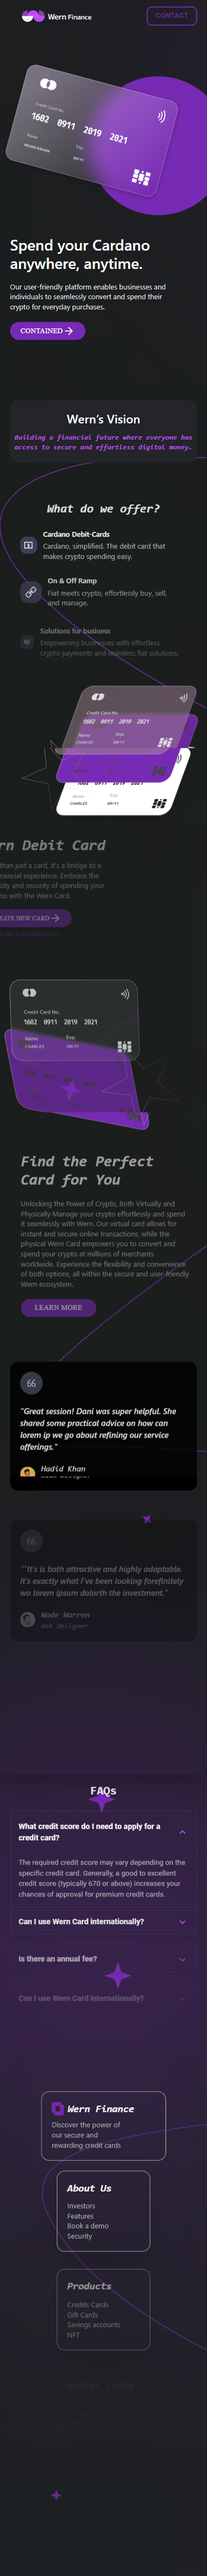 Wern Finance
CONTACT
Credit Card No.
1602 0911 2019 2021
Name
Exp.
09/11
Spend your Cardano
anywhere, anytime.
Our user-friendly platform enables businesses and
individuals to seamlessly convert and spend their
crypto for everyday purchases.
CONTAINED
Wern's Vision
Building a financial future where everyone has
access to secure and effortless digital money.
What do we offer?
Cardano Debit-Cards
Cardano, simplified. The debit card that
makes crypto spending easy.
On & Off Ramp
Fiat meets crypto, effortlessly buy, sell,
and manage.
Solutions for business
Empowering businesses with effortless
crypto payments and seamless fiat solutions.
Credit Card No.
1602 0911 2019 2021
Name Exp.
CHARLES 09/11
Name Exp.
CHARLES 09/11
1602 0911 2019 2021
Name Exp.
CHARLES 09/11
rn Debit Card
than just a card, it's a bridge to a
nancial experience. Embrace the
city and security of spending your
no with the Wern Card.
EATE NEW CARD
Credit Card No.
1602 0911 2019 2021
Name Exp.
CHARLES 09/11
Find the Perfect
Card for You
Unlocking the Power of Crypto, Both Virtually and
Physically Manage your crypto effortlessly and spend
it seamlessly with Wern. Our virtual card allows for
instant and secure online transactions, while the
physical Wern Card empowers you to convert and
spend your crypto at millions of merchants
worldwide. Experience the flexibility and convenience
of both options, all within the secure and user-friendly
Wern ecosystem.
LEARN MORE
"Great session! Dani was super helpful. She
shared some practical advice on how can
lorem ip we go about refining our service
offerings."
Hadid Khan
""It's is both attractive and highly adaptable.
It's exactly what I've been looking forefinitely
wo lorem ipsum dolorth the investment."
Wade Warren
Web Designer
FAQs
What credit score do I need to apply for a
credit card?
The required credit score may vary depending on the
specific credit card. Generally, a good to excellent
credit score (typically 670 or above) increases your
chances of approval for premium credit cards.
Can I use Wern Card internationally?
Is there an annual fee?
Can I use Wern Card internationally?
Wern Finance
Discover the power of
our secure and
rewarding credit cards
About Us
Investors
Features
Book a demo
Security
Products
Credits Cards
Gift Cards
Savings accounts
NFT